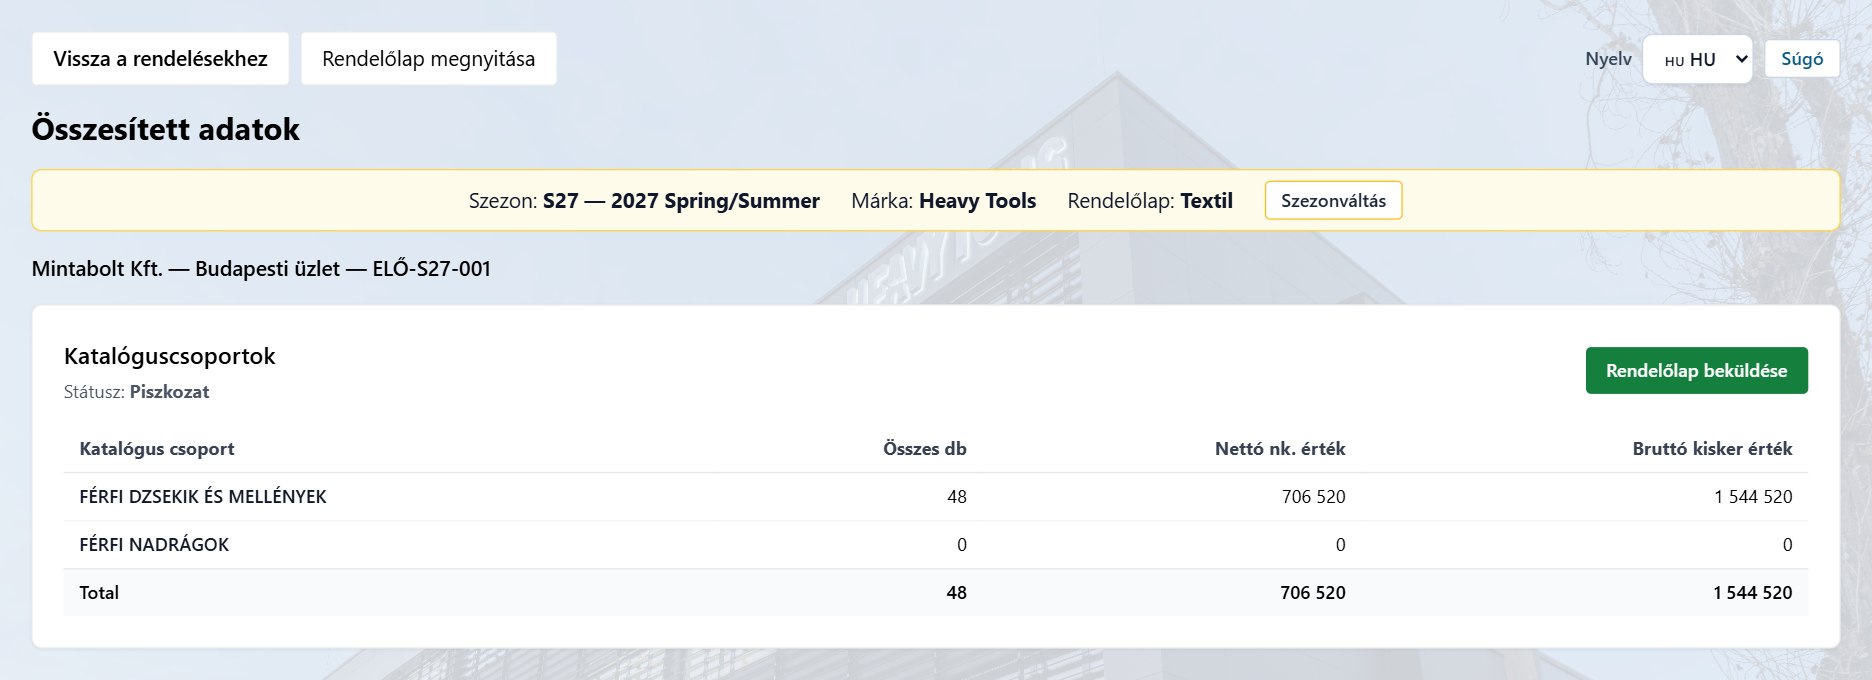 Vissza a rendelésekhez Rendelőlap megnyitása Nyelv HU HU Súgó
Összesített adatok
Szezon: S27 — 2027 Spring/Summer Márka: Heavy Tools Rendelőlap: Textil Szezonváltás
Mintabolt Kft. — Budapesti üzlet — ELŐ-S27-001
Katalóguscsoportok
Státusz: Piszkozat
Rendelőlap beküldése
Katalógus csoport Összes db Nettó nk. érték Bruttó kisker érték
FÉRFI DZSEKIK ÉS MELLÉNYEK 48 706 520 1 544 520
FÉRFI NADRÁGOK 0 0 0
Total 48 706 520 1 544 520